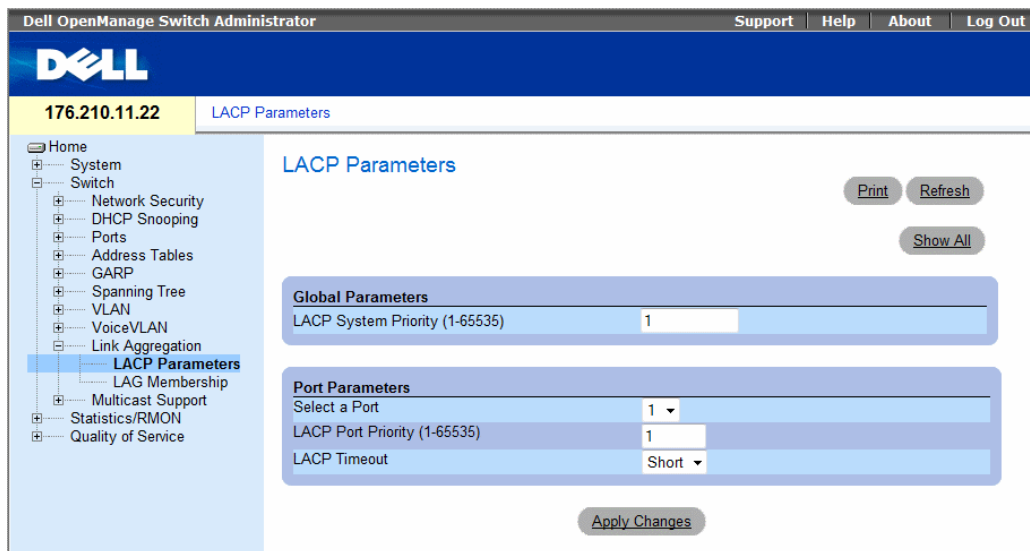 Dell OpenManage Switch Administrator
Support Help About Log Out
DELL
176.210.11.22
LACP Parameters
Home
System
Switch
Network Security
DHCP Snooping
Ports
Address Tables
GARP
Spanning Tree
VLAN
VoiceVLAN
Link Aggregation
LACP Parameters
LAG Membership
Multicast Support
Statistics/RMON
Quality of Service
LACP Parameters
Print Refresh
Show All
Global Parameters
LACP System Priority (1-65535) 1
Port Parameters
Select a Port 1
LACP Port Priority (1-65535) 1
LACP Timeout Short
Apply Changes